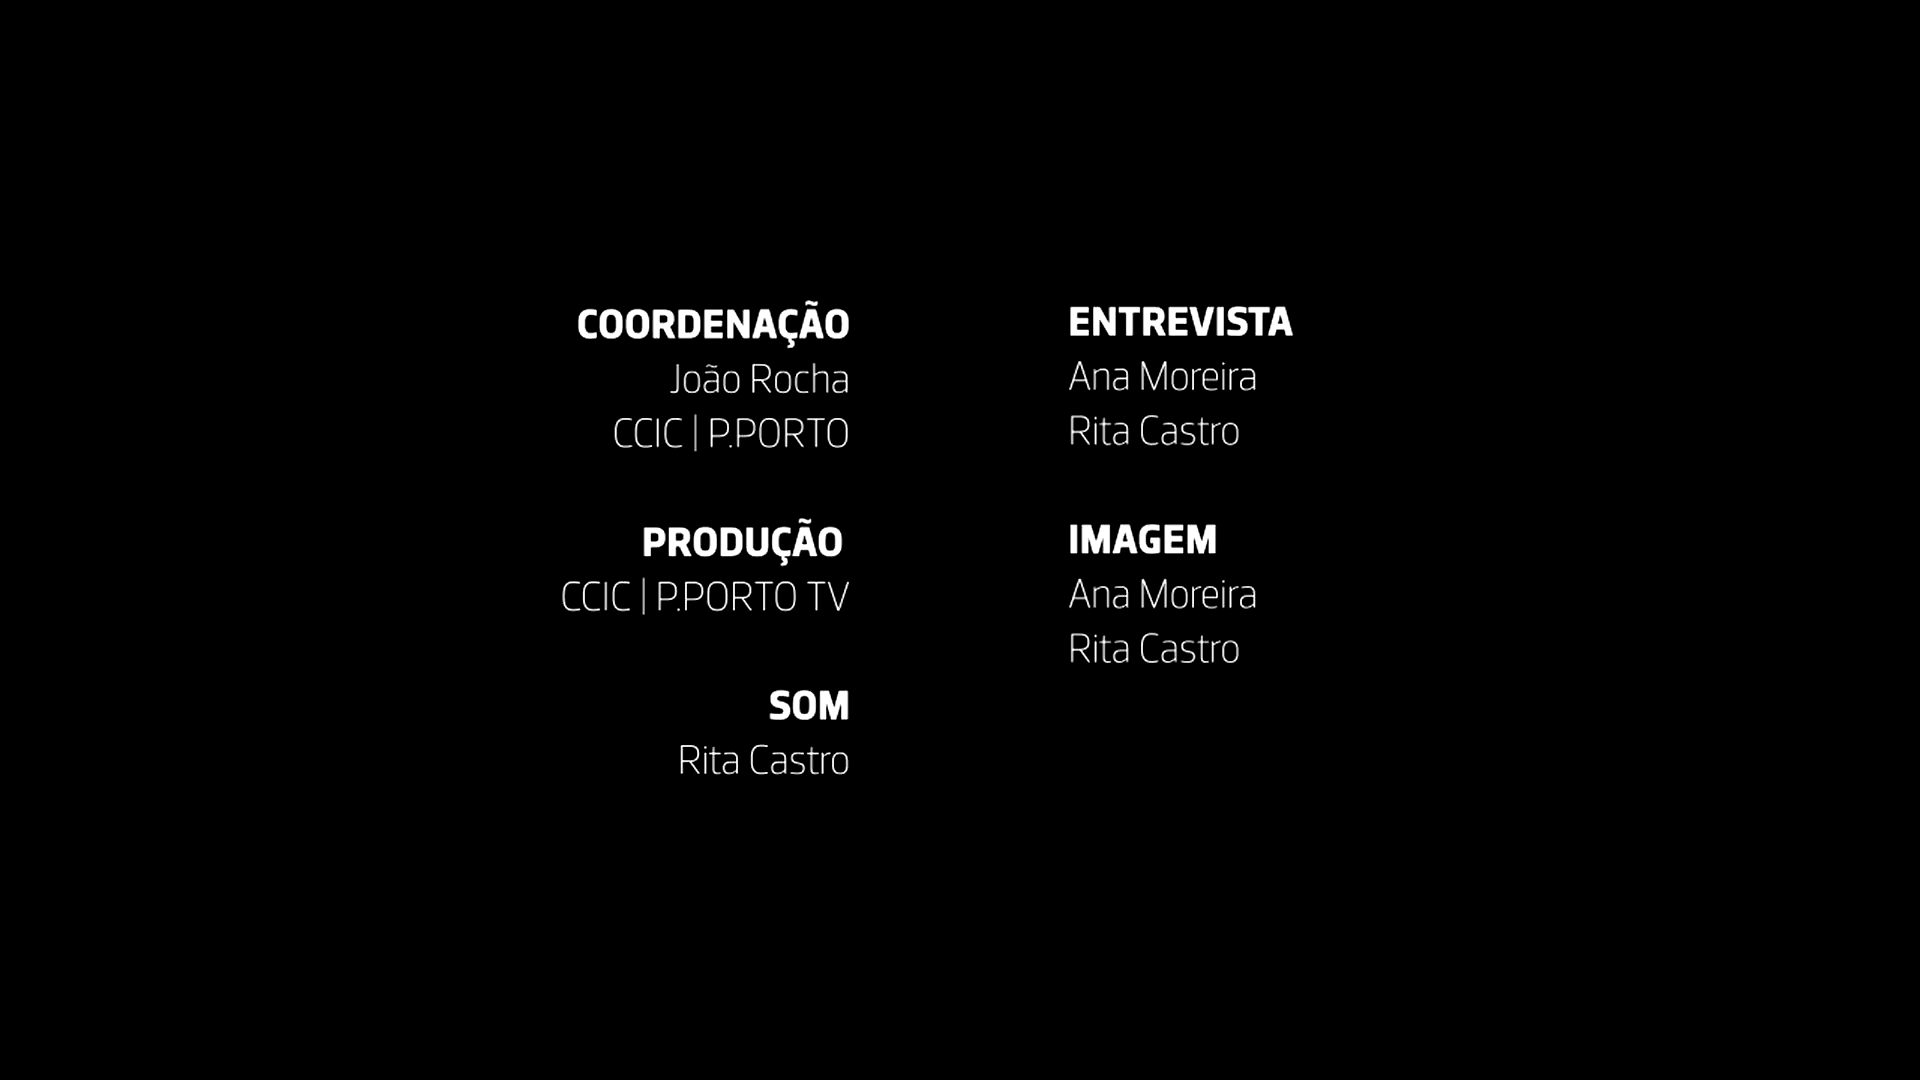 COORDENAÇÃO
João Rocha
CCIC | P.PORTO
PRODUÇÃO
CCIC | P.PORTO TV
SOM
Rita Castro
ENTREVISTA
Ana Moreira
Rita Castro
IMAGEM
Ana Moreira
Rita Castro